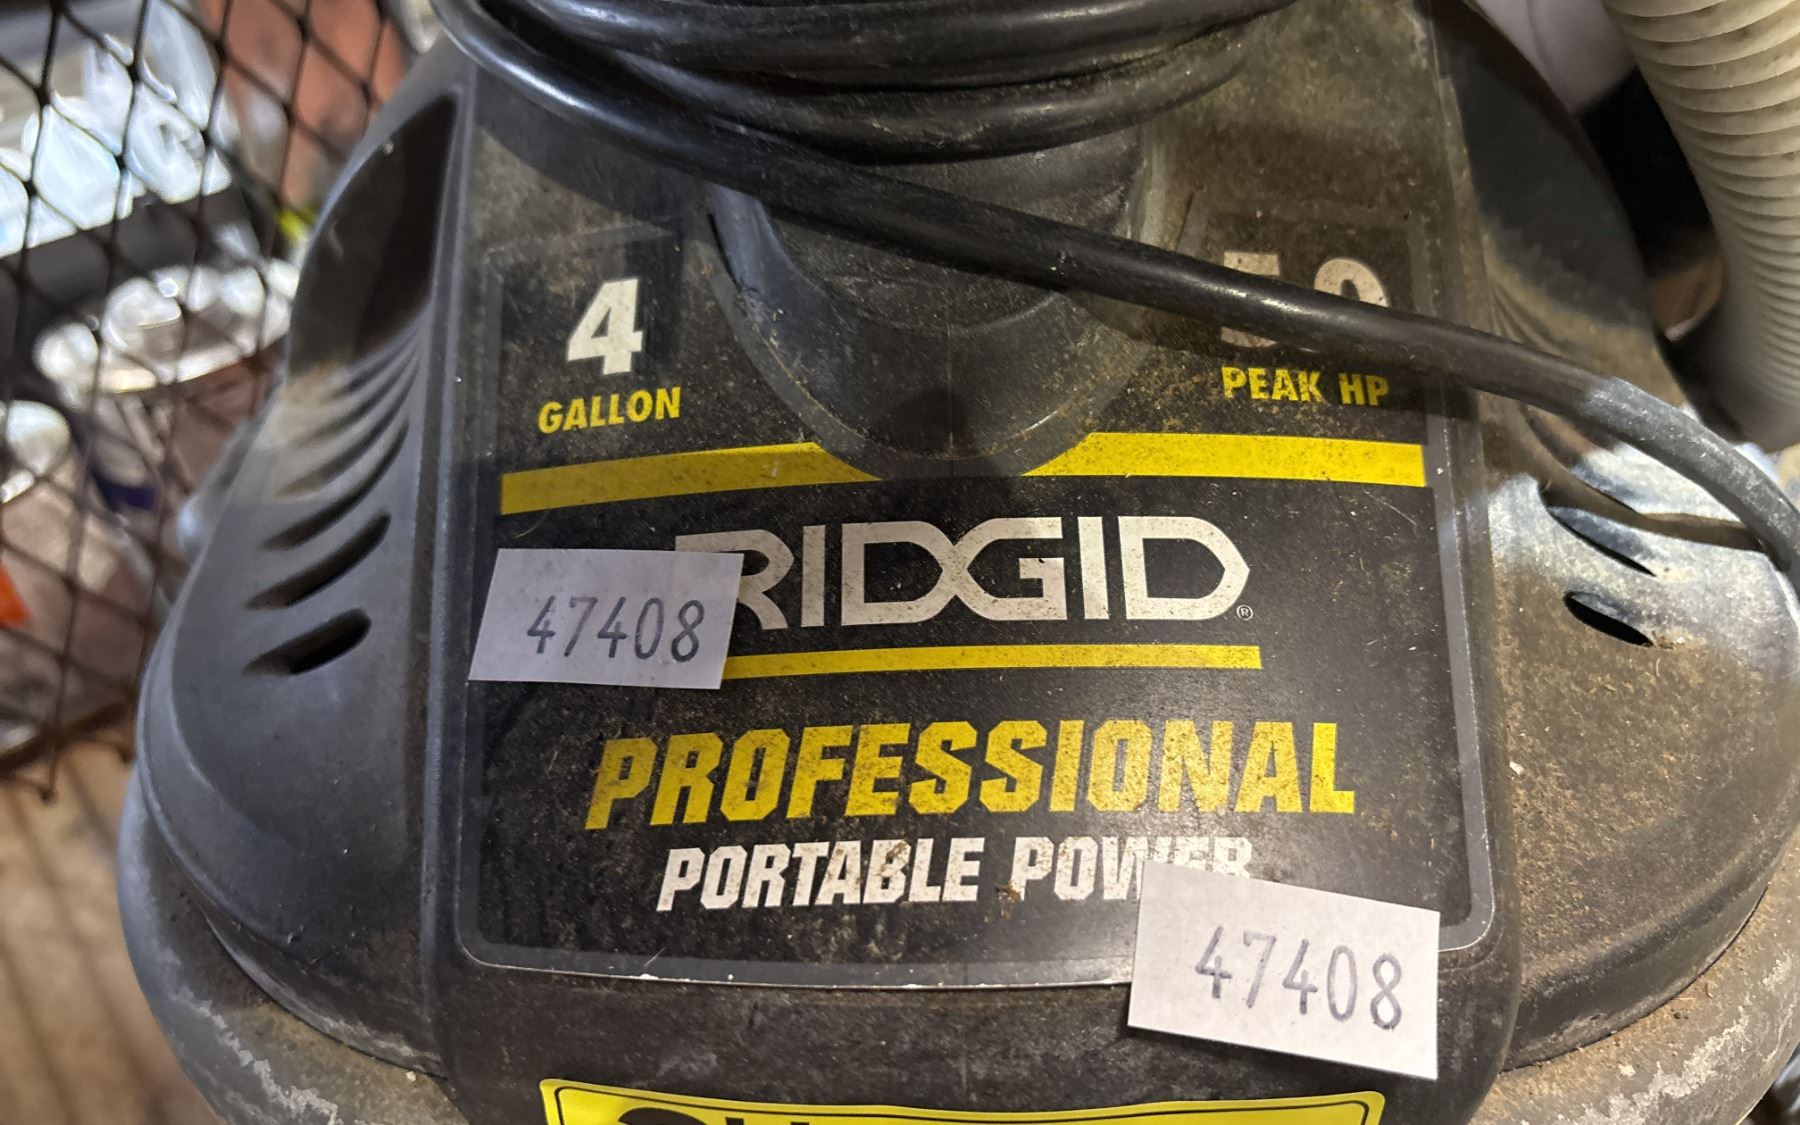 4
GALLON
PEAK HP
RIDGID®
47408
PROFESSIONAL
PORTABLE POWER
47408